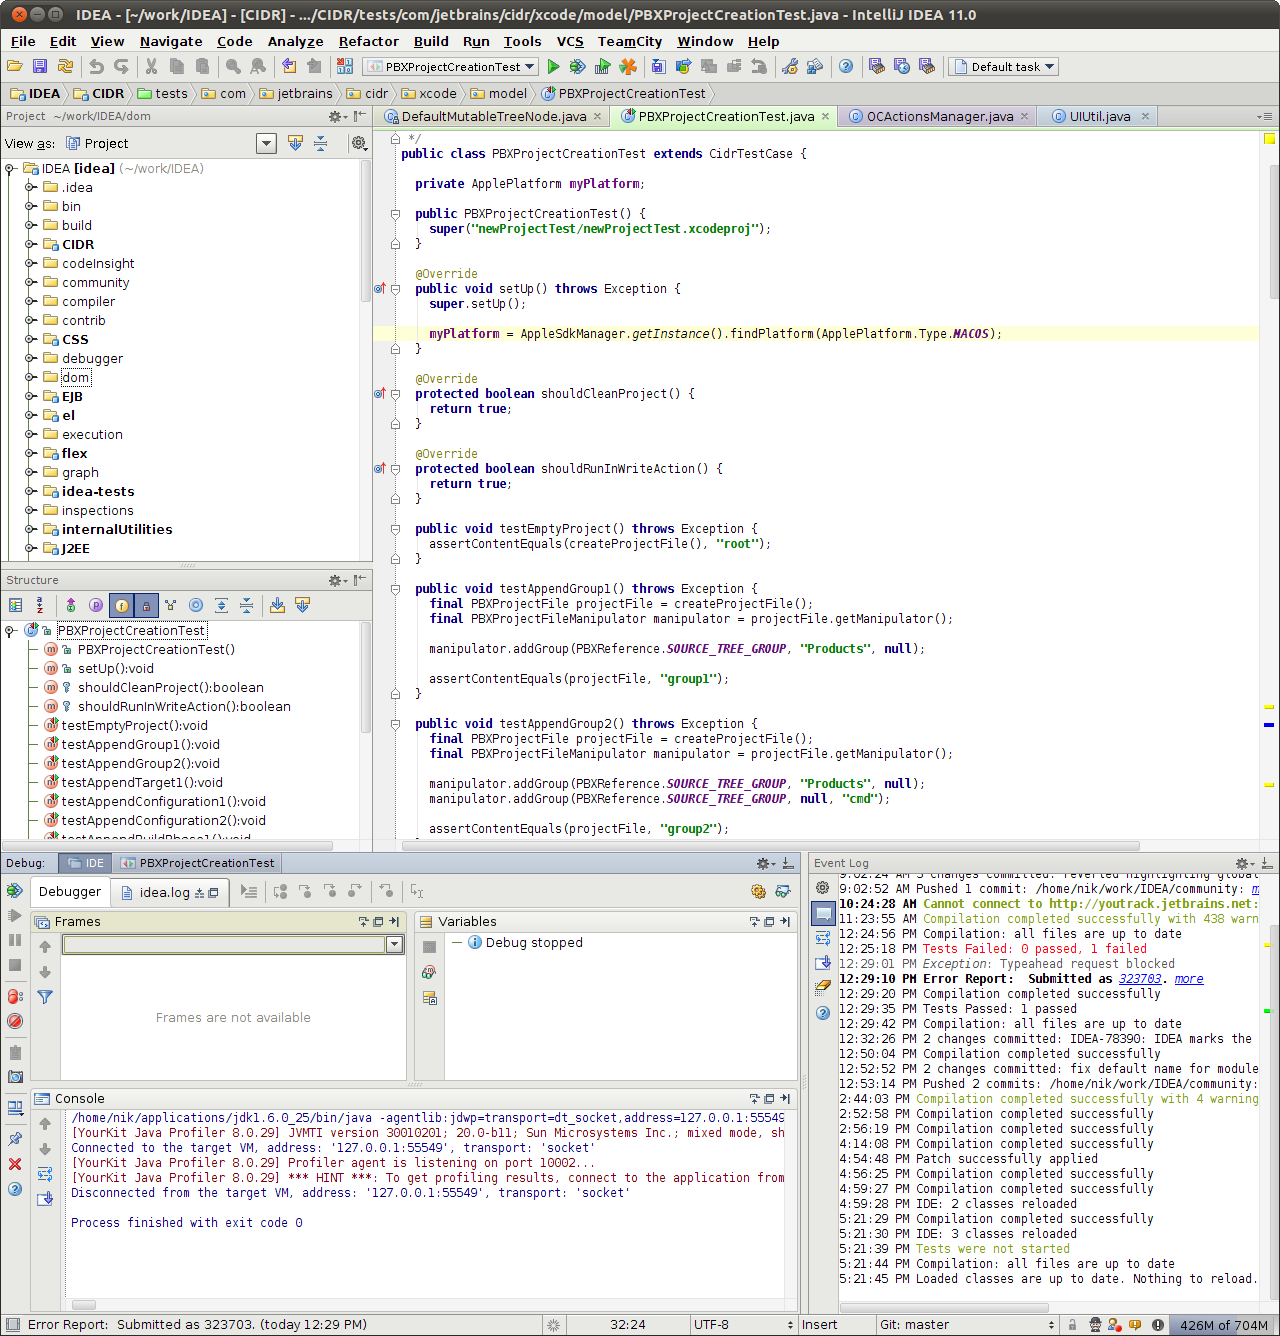 IDEA - [~/work/IDEA] - [CIDR] - .../CIDR/tests/com/jetbrains/cidr/xcode/model/PBXProjectCreationTest.java - IntelliJ IDEA 11.0
File Edit View Navigate Code Analyze Refactor Build Run Tools VCS TeamCity Window Help
PBXProjectCreationTest Default task
IDEA CIDR tests com jetbrains cidr xcode model PBXProjectCreationTest
Project ~/work/IDEA/dom
View as: Project
IDEA [idea] (~/work/IDEA)
.idea
bin
build
CIDR
codeInsight
community
compiler
contrib
CSS
debugger
dom
EJB
el
execution
flex
graph
idea-tests
inspections
internalUtilities
J2EE
Structure
PBXProjectCreationTest
PBXProjectCreationTest()
setUp():void
shouldCleanProject():boolean
shouldRunInWriteAction():boolean
testEmptyProject():void
testAppendGroup1():void
testAppendGroup2():void
testAppendTarget1():void
testAppendConfiguration1():void
testAppendConfiguration2():void
testAppendBuildPhase1():void
DefaultMutableTreeNode.java PBXProjectCreationTest.java OCActionsManager.java UIUtil.java
*/
public class PBXProjectCreationTest extends CidrTestCase {
private ApplePlatform myPlatform;
public PBXProjectCreationTest() {
super("newProjectTest/newProjectTest.xcodeproj");
}
@Override
public void setUp() throws Exception {
super.setUp();
myPlatform = AppleSdkManager.getInstance().findPlatform(ApplePlatform.Type.MACOS);
}
@Override
protected boolean shouldCleanProject() {
return true;
}
@Override
protected boolean shouldRunInWriteAction() {
return true;
}
public void testEmptyProject() throws Exception {
assertContentEquals(createProjectFile(), "root");
}
public void testAppendGroup1() throws Exception {
final PBXProjectFile projectFile = createProjectFile();
final PBXProjectFileManipulator manipulator = projectFile.getManipulator();
manipulator.addGroup(PBXReference.SOURCE_TREE_GROUP, "Products", null);
assertContentEquals(projectFile, "group1");
}
public void testAppendGroup2() throws Exception {
final PBXProjectFile projectFile = createProjectFile();
final PBXProjectFileManipulator manipulator = projectFile.getManipulator();
manipulator.addGroup(PBXReference.SOURCE_TREE_GROUP, "Products", null);
manipulator.addGroup(PBXReference.SOURCE_TREE_GROUP, null, "cmd");
assertContentEquals(projectFile, "group2");
Debug: IDE PBXProjectCreationTest
Debugger idea.log
Frames
Frames are not available
Variables
Debug stopped
Console
/home/nik/applications/jdk1.6.0_25/bin/java -agentlib:jdwp=transport=dt_socket,address=127.0.0.1:55549
[YourKit Java Profiler 8.0.29] JVMTI version 30010201; 20.0-b11; Sun Microsystems Inc.; mixed mode, sh
Connected to the target VM, address: '127.0.0.1:55549', transport: 'socket'
[YourKit Java Profiler 8.0.29] Profiler agent is listening on port 10002...
[YourKit Java Profiler 8.0.29] *** HINT ***: To get profiling results, connect to the application from
Disconnected from the target VM, address: '127.0.0.1:55549', transport: 'socket'
Process finished with exit code 0
Event Log
9:02:24 AM 3 changes committed: reverted highlighting global
9:02:52 AM Pushed 1 commit: /home/nik/work/IDEA/community: m
10:24:28 AM Cannot connect to http://youtrack.jetbrains.net:
11:23:55 AM Compilation completed successfully with 438 warn
12:24:56 PM Compilation: all files are up to date
12:25:18 PM Tests Failed: 0 passed, 1 failed
12:29:01 PM Exception: Typeahead request blocked
12:29:10 PM Error Report: Submitted as 323703. more
12:29:20 PM Compilation completed successfully
12:29:35 PM Tests Passed: 1 passed
12:29:42 PM Compilation: all files are up to date
12:32:26 PM 2 changes committed: IDEA-78390: IDEA marks the
12:50:04 PM Compilation completed successfully
12:52:52 PM 2 changes committed: fix default name for module
12:53:14 PM Pushed 2 commits: /home/nik/work/IDEA/community:
2:44:03 PM Compilation completed successfully with 4 warning
2:52:58 PM Compilation completed successfully
2:56:19 PM Compilation completed successfully
4:14:08 PM Compilation completed successfully
4:54:48 PM Patch successfully applied
4:56:25 PM Compilation completed successfully
4:59:27 PM Compilation completed successfully
4:59:28 PM IDE: 2 classes reloaded
5:21:29 PM Compilation completed successfully
5:21:30 PM IDE: 3 classes reloaded
5:21:39 PM Tests were not started
5:21:44 PM Compilation: all files are up to date
5:21:45 PM Loaded classes are up to date. Nothing to reload.
Error Report: Submitted as 323703. (today 12:29 PM) 32:24 UTF-8 Insert Git: master 426M of 704M